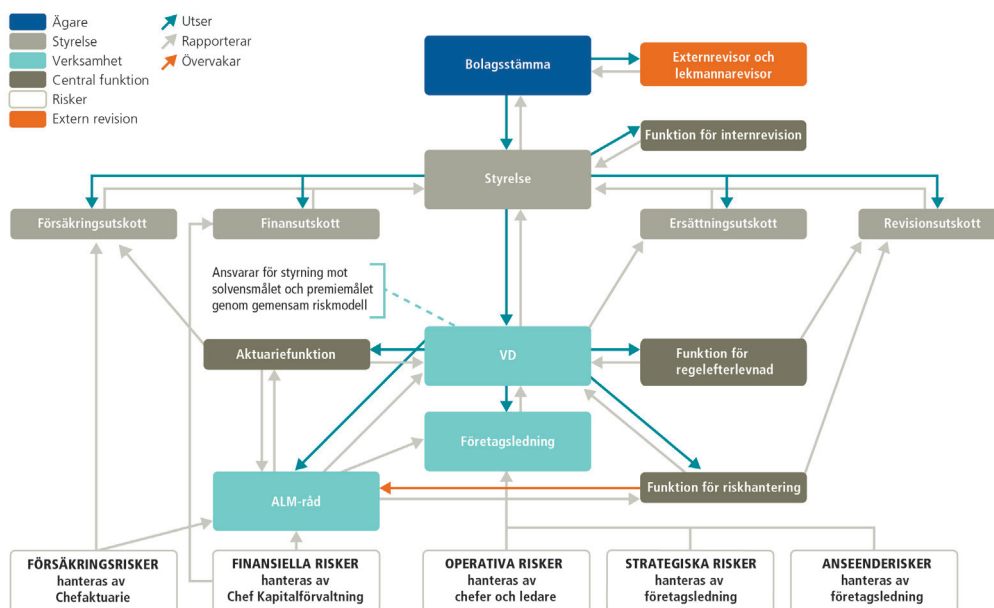 Ägare
Styrelse
Verksamhet
Central funktion
Risker
Extern revision
Utser
Rapporterar
Övervakar
Bolagsstämma
Externrevisor och
lekmannarevisor
Funktion för internrevision
Styrelse
Försäkringsutskott
Finansutskott
Ersättningsutskott
Revisionsutskott
Ansvarar för styrning mot
solvensmålet och premiemålet
genom gemensam riskmodell
Aktuariefunktion
VD
Funktion för
regelefterlevnad
Företagsledning
ALM-råd
Funktion för riskhantering
FÖRSÄKRINGSRISKER
hanteras av
Chefaktuarie
FINANSIELLA RISKER
hanteras av
Chef Kapitalförvaltning
OPERATIVA RISKER
hanteras av
chefer och ledare
STRATEGISKA RISKER
hanteras av
företagsledning
ANSEENDERISKER
hanteras av
företagsledning